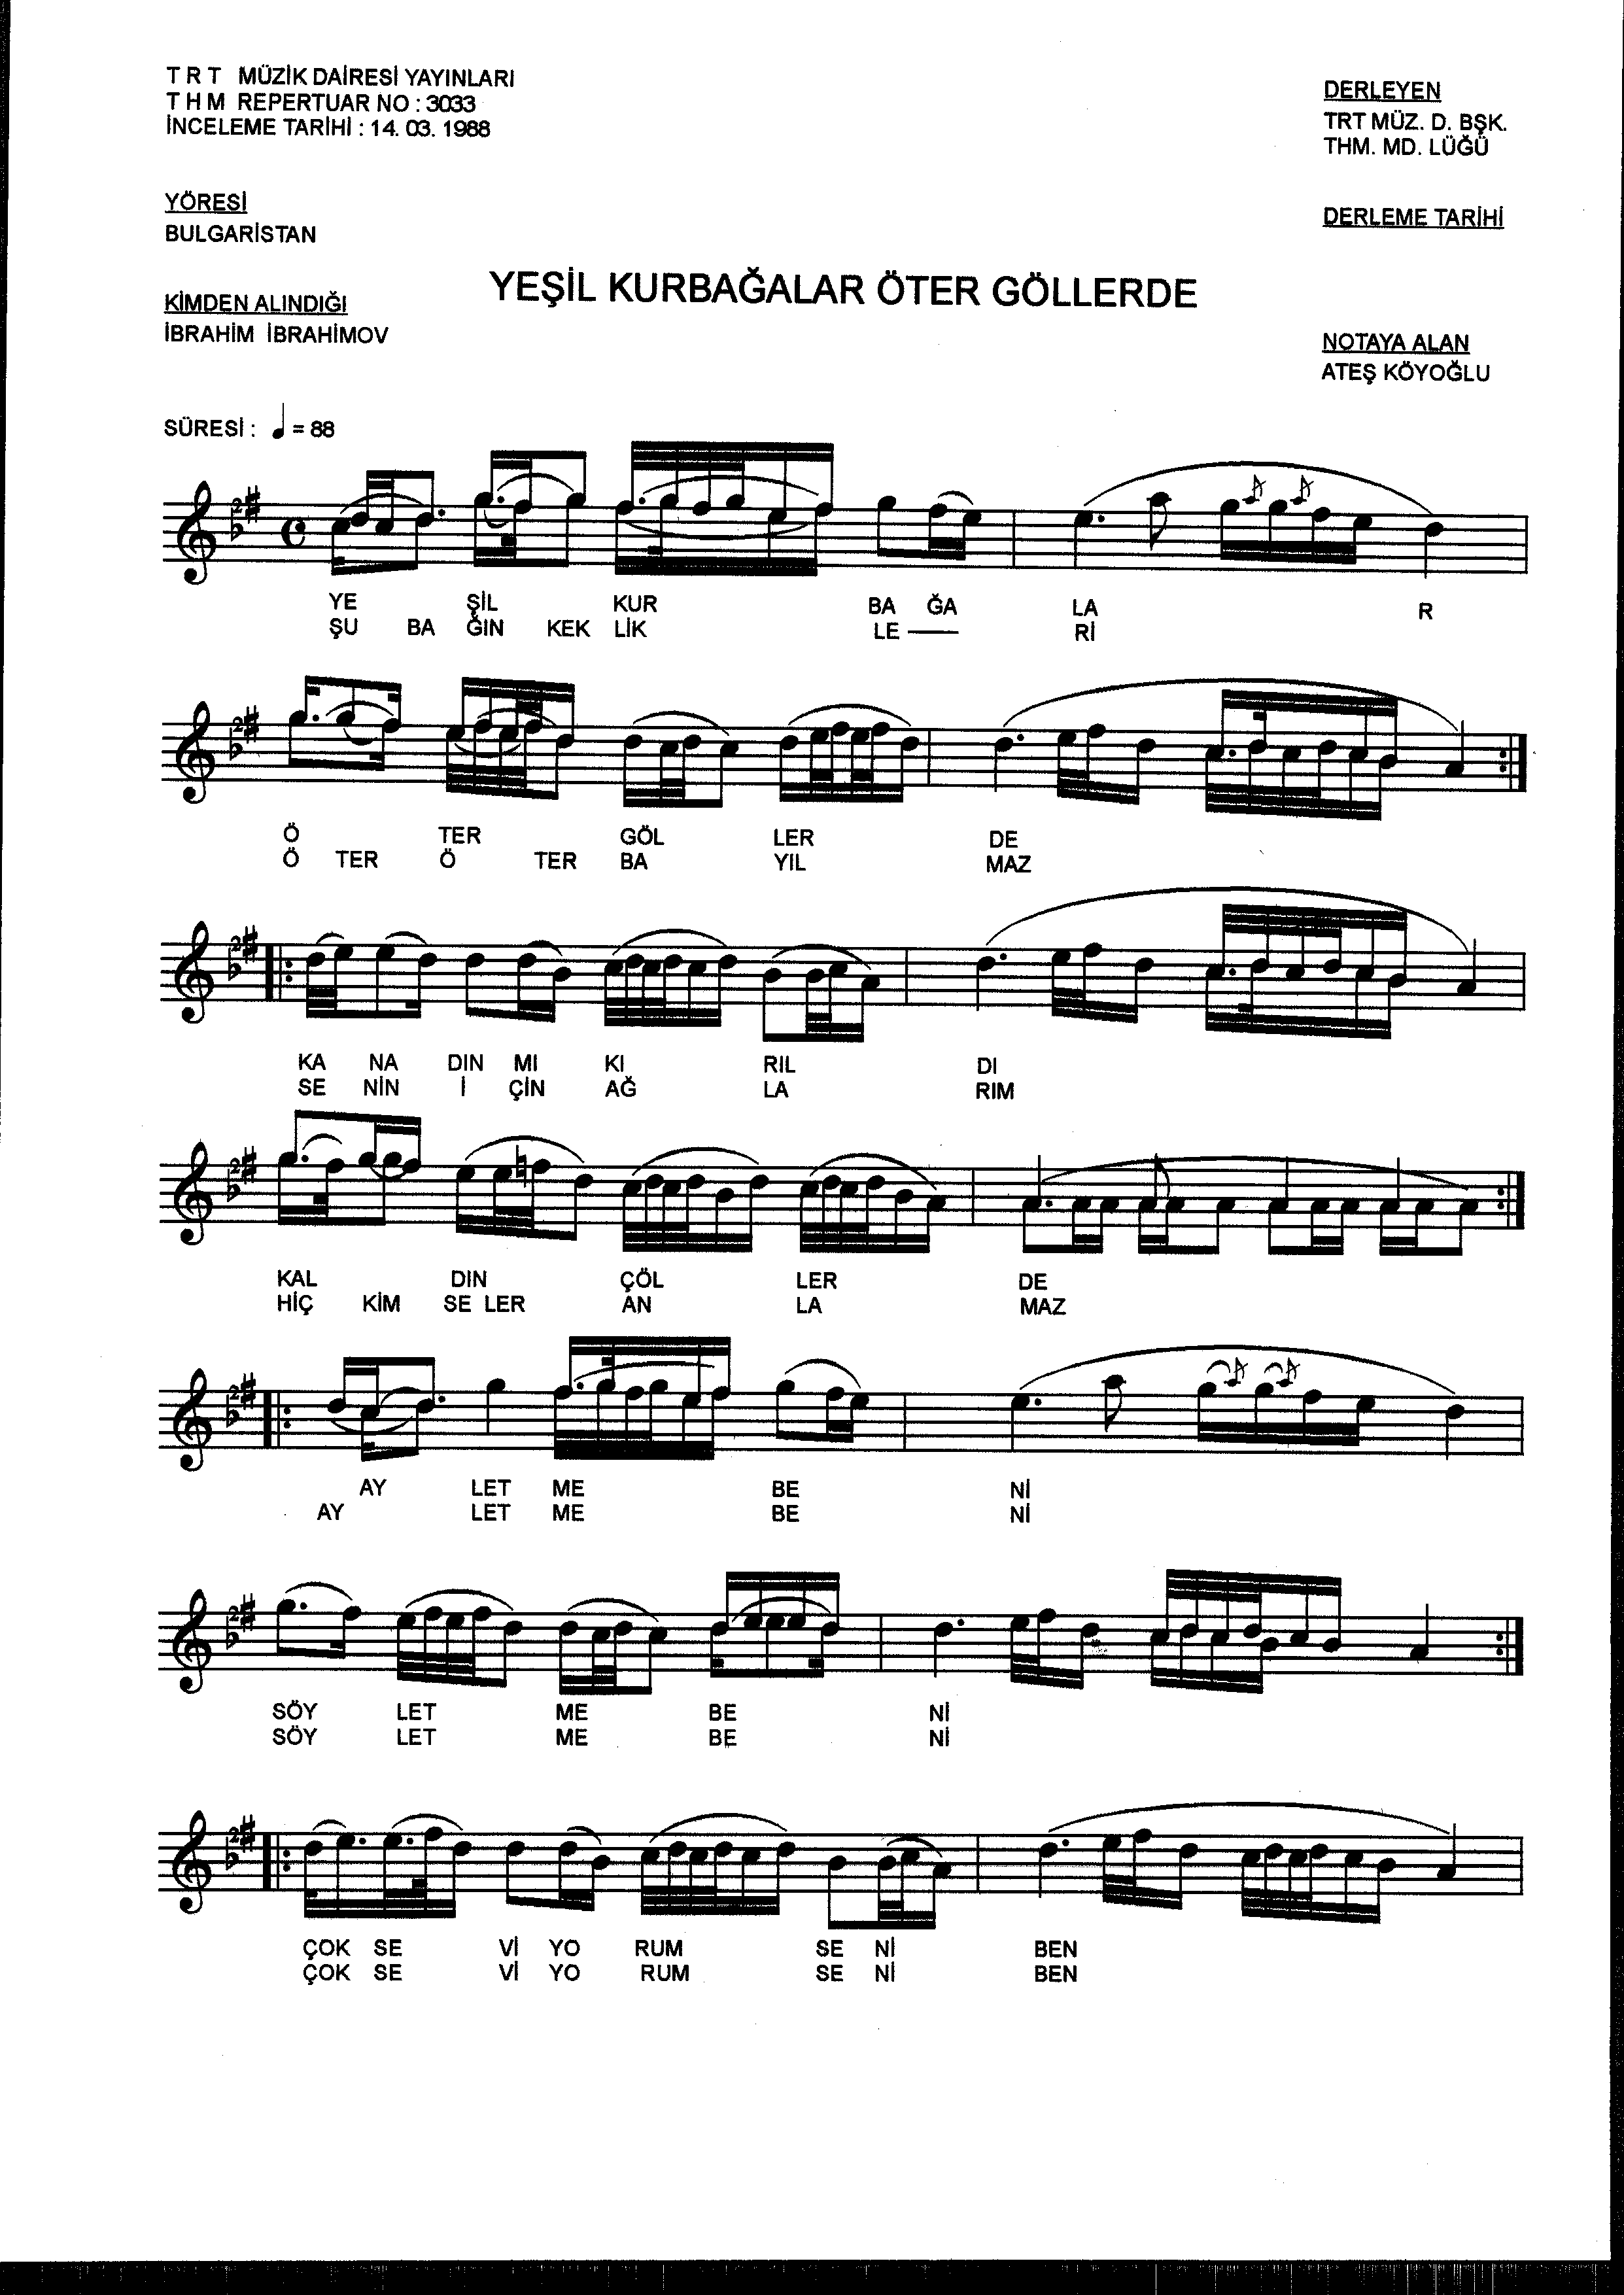 T R T MÜZİK DAİRESİ YAYINLARI
T H M REPERTUAR NO : 3033
İNCELEME TARİHİ : 14. 03. 1988
DERLEYEN
TRT MÜZ. D. BŞK.
THM. MD. LÜĞÜ
YÖRESİ
BULGARİSTAN
DERLEME TARİHİ
YEŞİL KURBAĞALAR ÖTER GÖLLERDE
KİMDEN ALINDIĞI
İBRAHİM İBRAHİMOV
NOTAYA ALAN
ATEŞ KÖYOĞLU
SÜRESİ : ♩ = 88
YE ŞİL KUR BA ĞA LA R
ŞU BA ĞIN KEK LİK LE — Rİ
Ö TER GÖL LER DE
Ö TER Ö TER BA YIL MAZ
KA NA DIN MI KI RIL DI
SE NİN İ ÇİN AĞ LA RIM
KAL DIN ÇÖL LER DE
HİÇ KİM SE LER AN LA MAZ
AY LET ME BE Nİ
AY LET ME BE Nİ
SÖY LET ME BE Nİ
SÖY LET ME BE Nİ
ÇOK SE Vİ YO RUM SE Nİ BEN
ÇOK SE Vİ YO RUM SE Nİ BEN